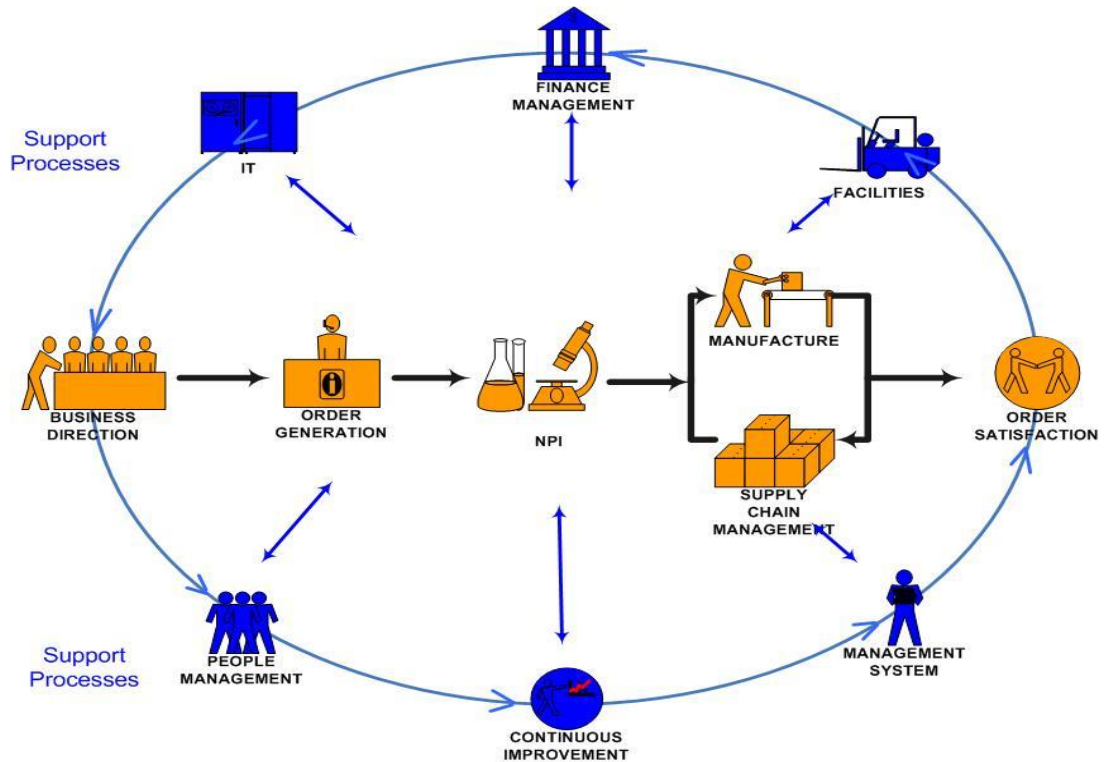 FINANCE
MANAGEMENT
Support
Processes
IT
FACILITIES
MANUFACTURE
BUSINESS
DIRECTION
ORDER
GENERATION
NPI
ORDER
SATISFACTION
SUPPLY
CHAIN
MANAGEMENT
Support
Processes
PEOPLE
MANAGEMENT
MANAGEMENT
SYSTEM
CONTINUOUS
IMPROVEMENT